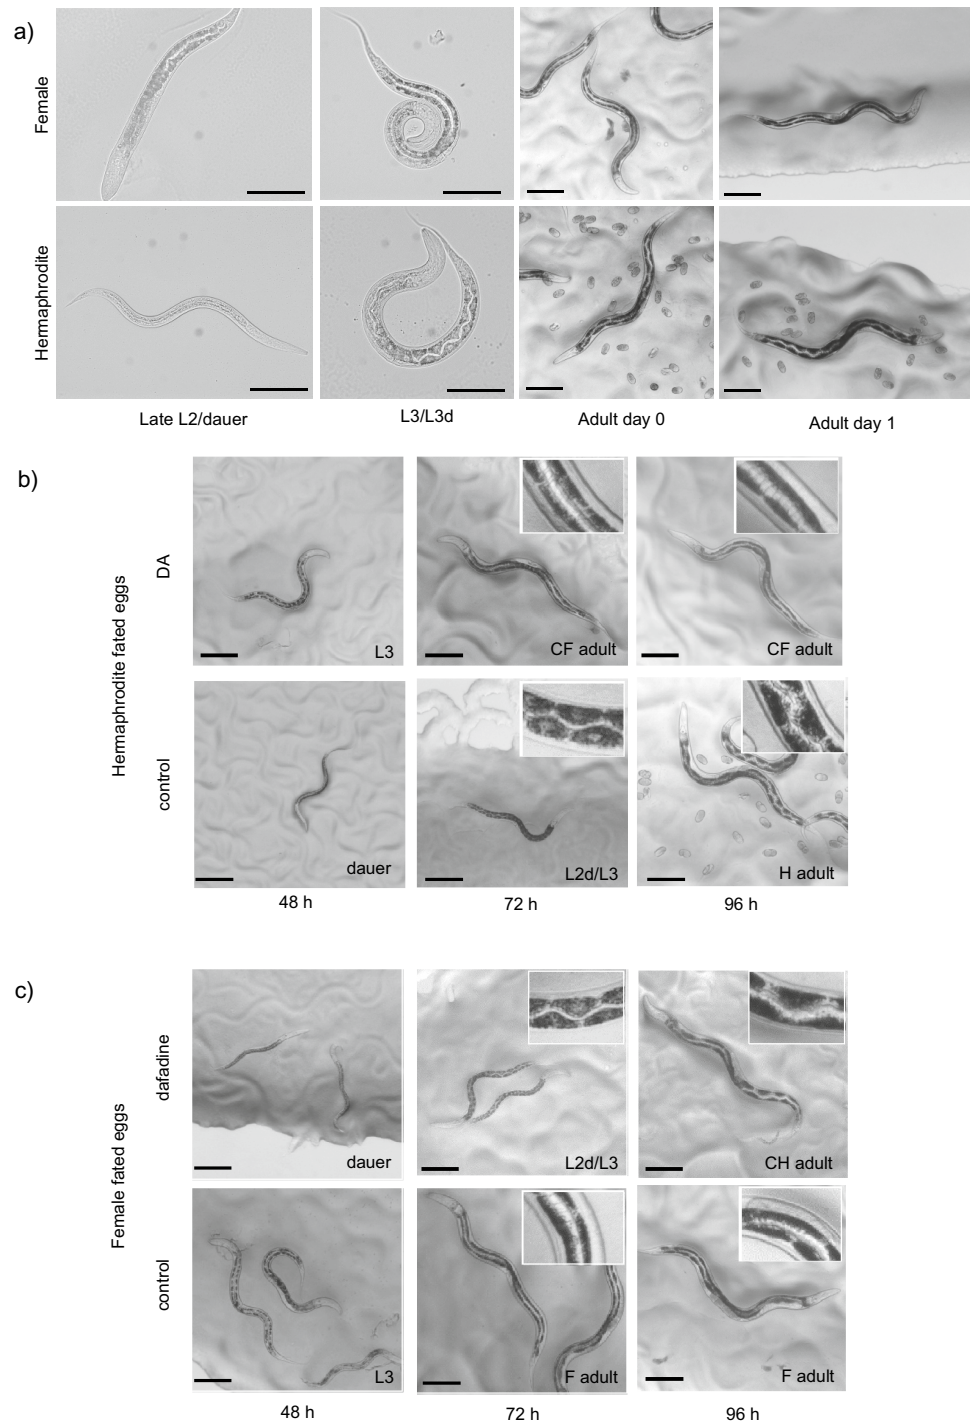 a)
Female
Hermaphrodite
Late L2/dauer
L3/L3d
Adult day 0
Adult day 1
b)
Hermaphrodite fated eggs
DA
L3
CF adult
CF adult
control
dauer
L2d/L3
H adult
48 h
72 h
96 h
c)
Female fated eggs
dafadine
dauer
L2d/L3
CH adult
control
L3
F adult
F adult
48 h
72 h
96 h